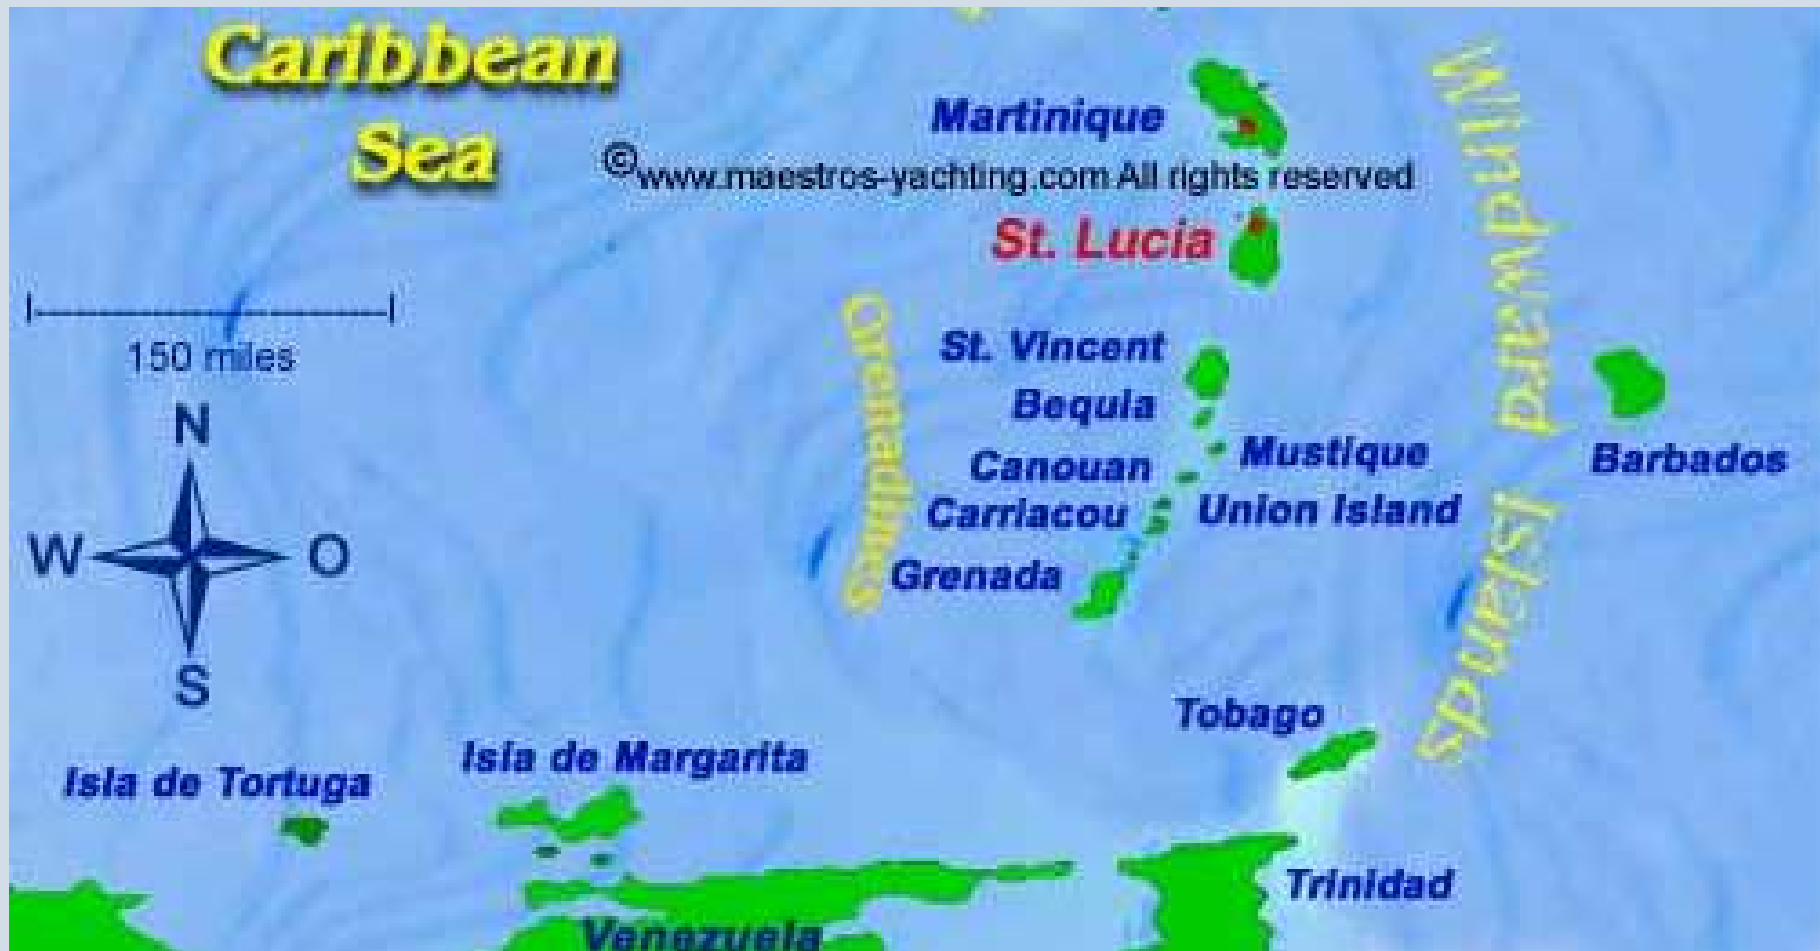 Caribbean
Sea
Martinique
©www.maestros-yachting.com All rights reserved
St. Lucia
Windward Islands
150 miles
Grenadines
St. Vincent
Bequia
Barbados
Mustique
Canouan
Carriacou
Union Island
Grenada
N
W
O
S
Tobago
Isla de Margarita
Isla de Tortuga
Trinidad
Venezuela